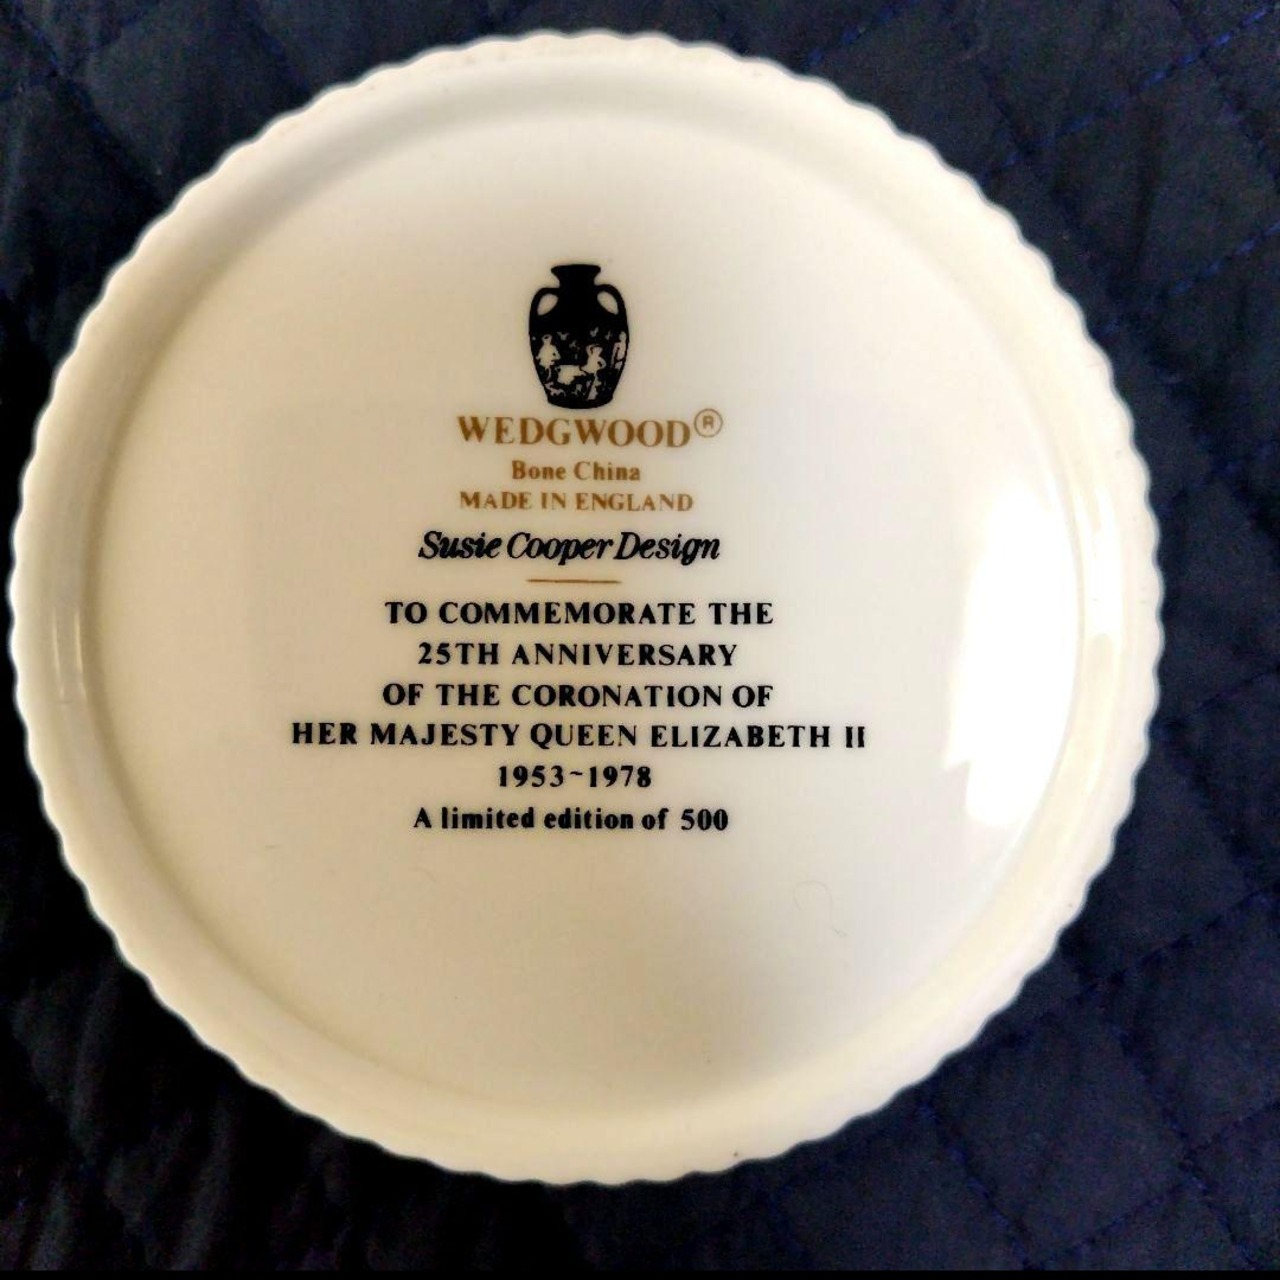 WEDGWOOD®
Bone China
MADE IN ENGLAND
Susie Cooper Design
TO COMMEMORATE THE
25TH ANNIVERSARY
OF THE CORONATION OF
HER MAJESTY QUEEN ELIZABETH II
1953~1978
A limited edition of 500